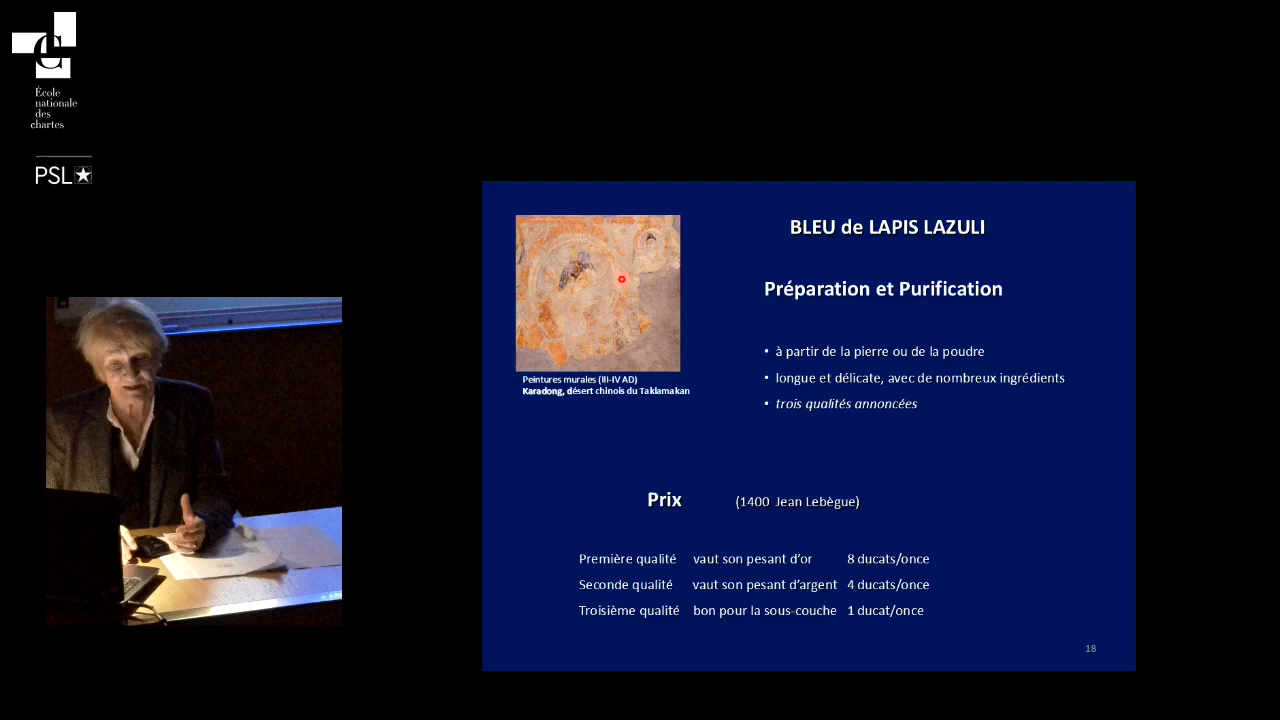 École
nationale
des
chartes
PSL
BLEU de LAPIS LAZULI
Préparation et Purification
• à partir de la pierre ou de la poudre
• longue et délicate, avec de nombreux ingrédients
• trois qualités annoncées
Peintures murales (III-IV AD)
Karadong, désert chinois du Taklamakan
Prix (1400 Jean Lebègue)
Première qualité vaut son pesant d’or 8 ducats/once
Seconde qualité vaut son pesant d’argent 4 ducats/once
Troisième qualité bon pour la sous-couche 1 ducat/once
18